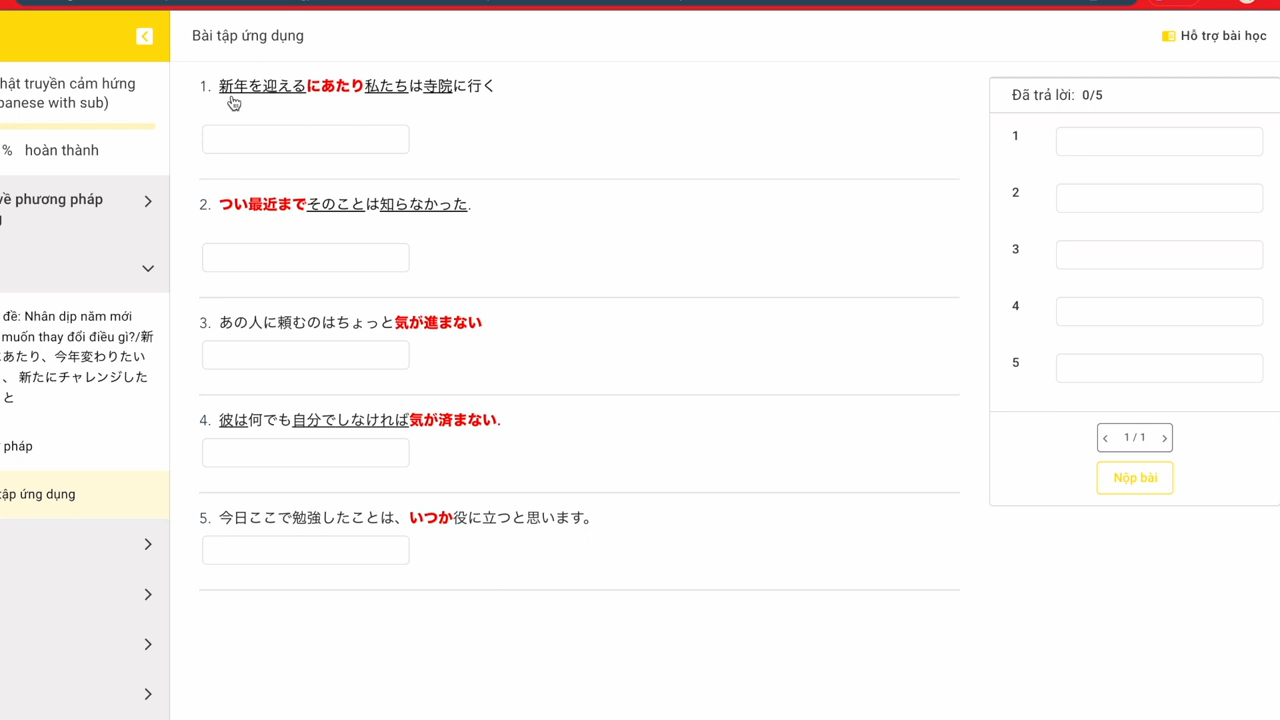 Bài tập ứng dụng
Hỗ trợ bài học
hật truyền cảm hứng
panese with sub)
% hoàn thành
về phương pháp
đề: Nhân dịp năm mới
muốn thay đổi điều gì?/新
あたり、今年変わりたい
、新たにチャレンジした
と
pháp
tập ứng dụng
1. 新年を迎えるにあたり私たちは寺院に行く
2. つい最近までそのことは知らなかった.
3. あの人に頼むのはちょっと気が進まない
4. 彼は何でも自分でしなければ気が済まない.
5. 今日ここで勉強したことは、いつか役に立つと思います。
Đã trả lời: 0/5
1
2
3
4
5
1 / 1
Nộp bài